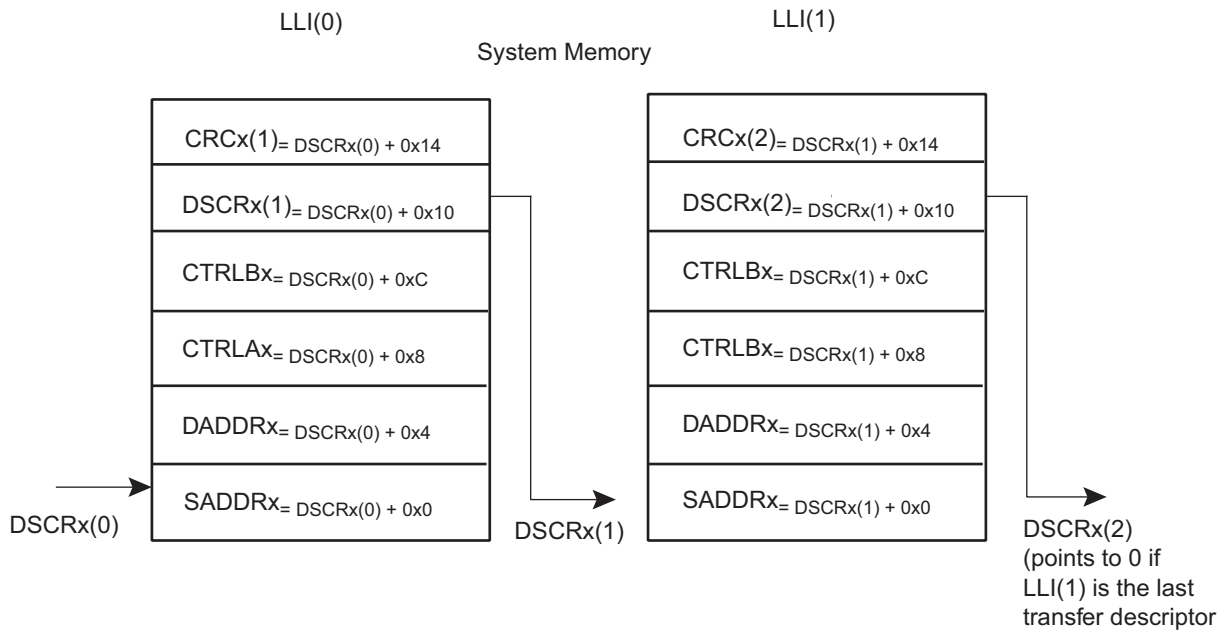 LLI(0)
LLI(1)
System Memory
CRCx(1)= DSCRx(0) + 0x14
DSCRx(1)= DSCRx(0) + 0x10
CTRLBx= DSCRx(0) + 0xC
CTRLAx= DSCRx(0) + 0x8
DADDRx= DSCRx(0) + 0x4
SADDRx= DSCRx(0) + 0x0
DSCRx(0)
DSCRx(1)
CRCx(2)= DSCRx(1) + 0x14
DSCRx(2)= DSCRx(1) + 0x10
CTRLBx= DSCRx(1) + 0xC
CTRLBx= DSCRx(1) + 0x8
DADDRx= DSCRx(1) + 0x4
SADDRx= DSCRx(1) + 0x0
DSCRx(2)
(points to 0 if
LLI(1) is the last
transfer descriptor